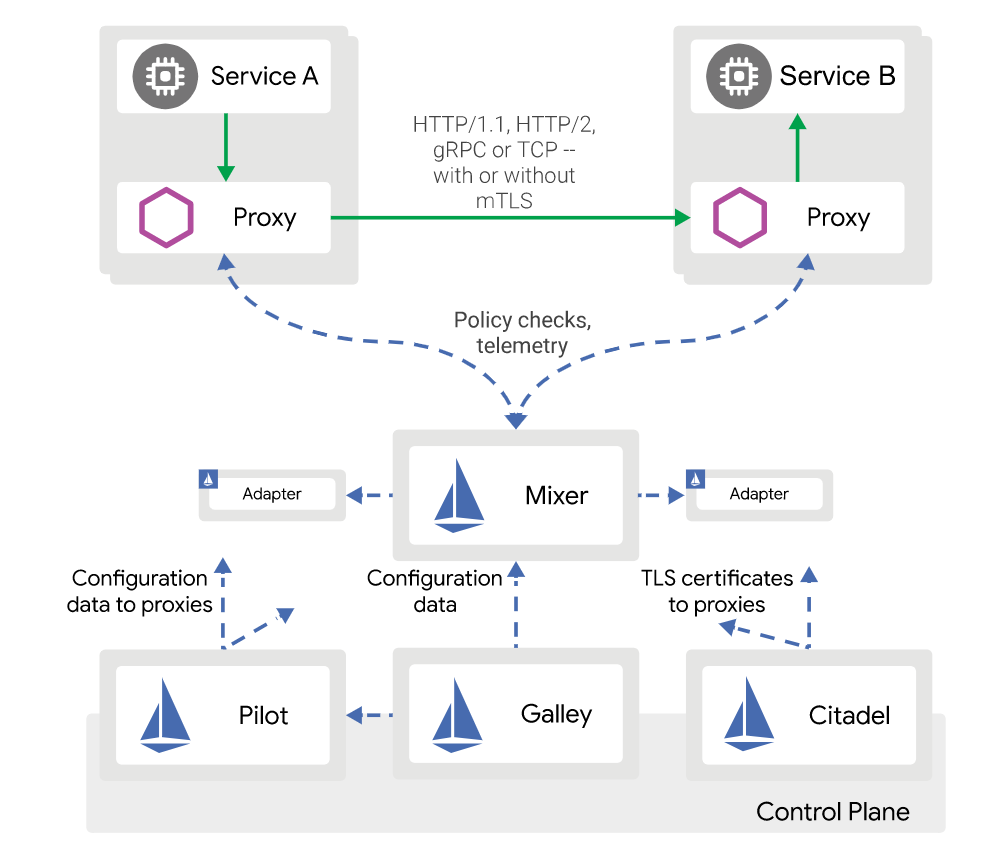 Service A
Service B
HTTP/1.1, HTTP/2,
gRPC or TCP --
with or without
mTLS
Proxy
Proxy
Policy checks,
telemetry
Adapter
Mixer
Adapter
Configuration
data to proxies
Configuration
data
TLS certificates
to proxies
Pilot
Galley
Citadel
Control Plane